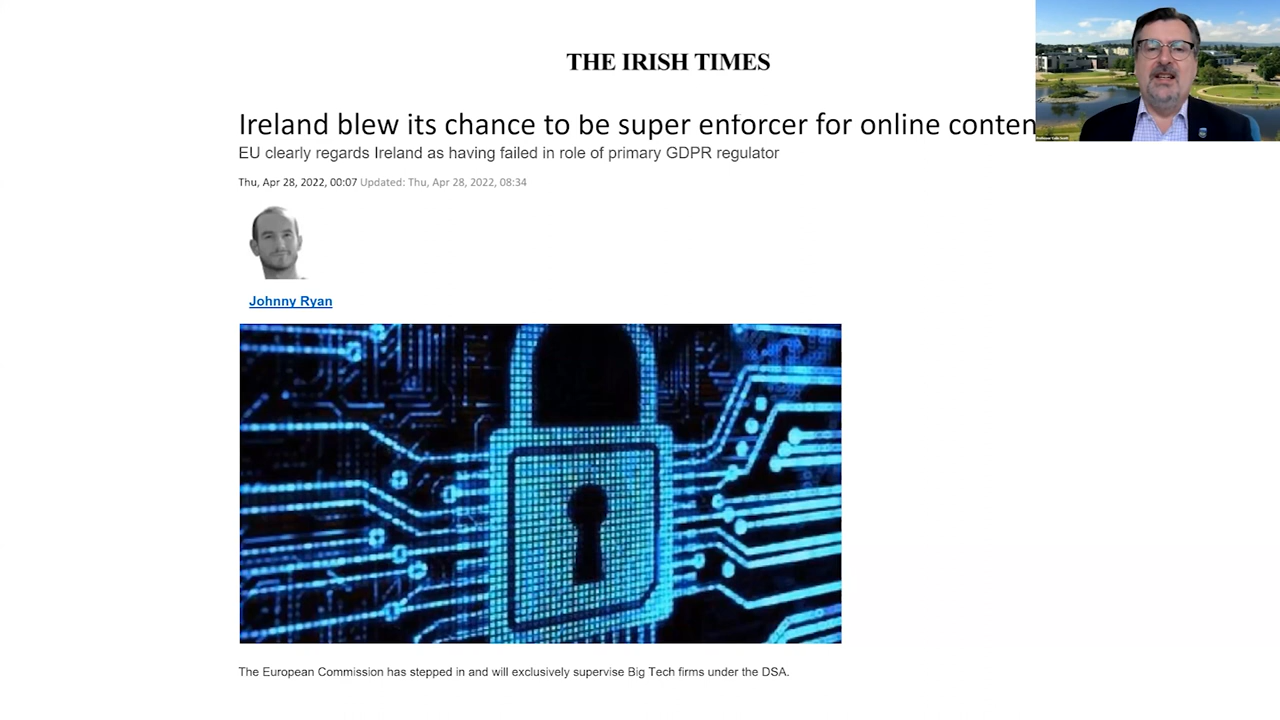 THE IRISH TIMES
Ireland blew its chance to be super enforcer for online conten
EU clearly regards Ireland as having failed in role of primary GDPR regulator
Thu, Apr 28, 2022, 00:07 Updated: Thu, Apr 28, 2022, 08:34
Johnny Ryan
The European Commission has stepped in and will exclusively supervise Big Tech firms under the DSA.